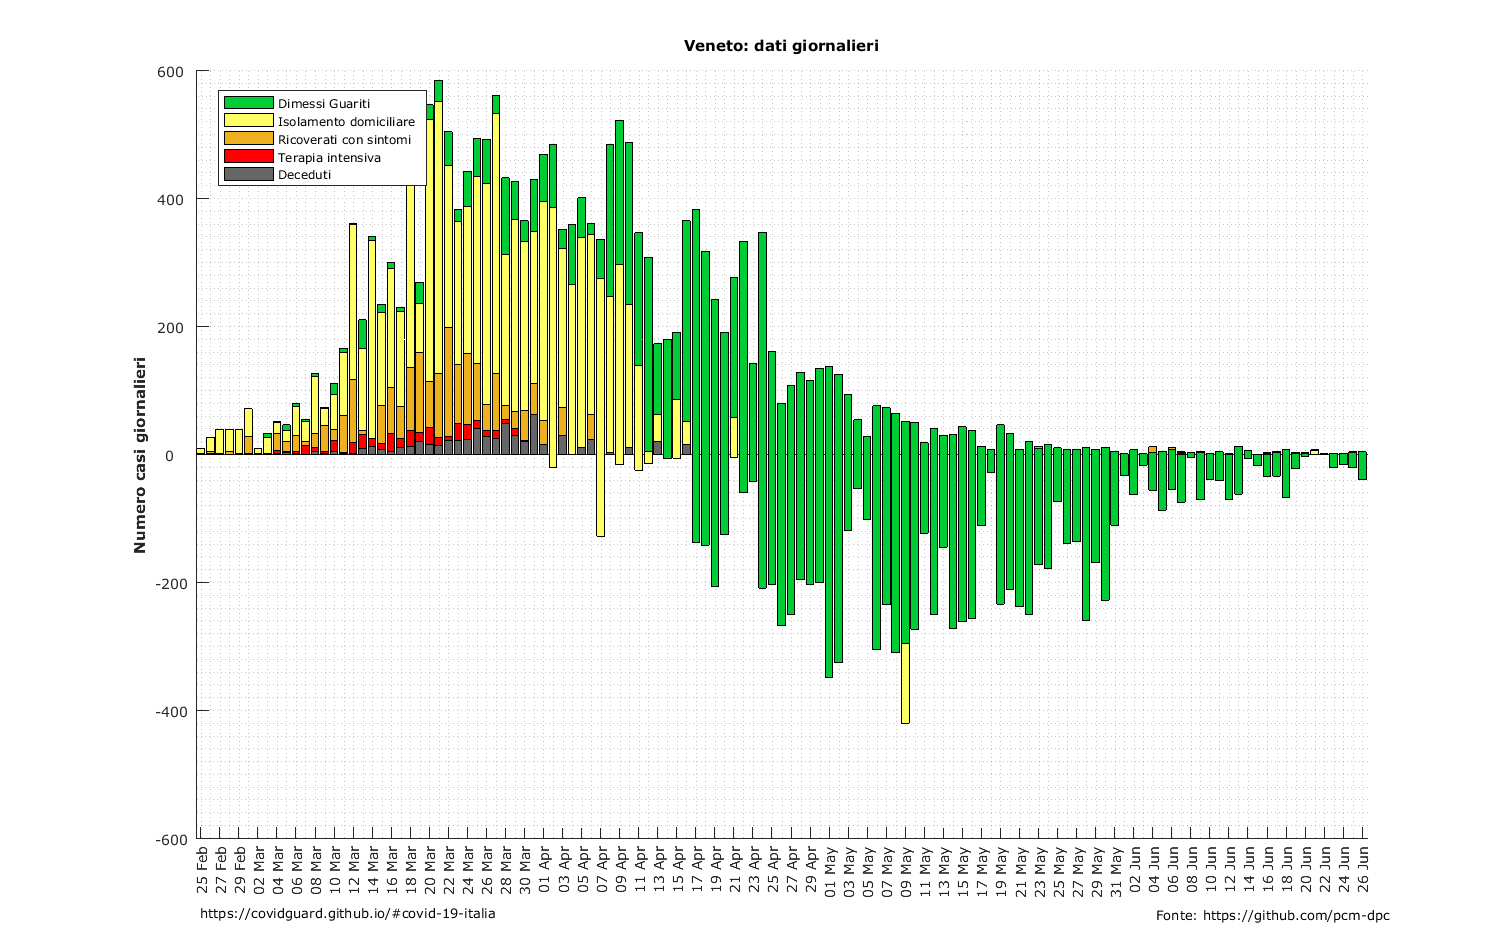 Veneto: dati giornalieri
600
400
200
0
-200
-400
-600
Numero casi giornalieri
Dimessi Guariti
Isolamento domiciliare
Ricoverati con sintomi
Terapia intensiva
Deceduti
25 Feb
27 Feb
29 Feb
02 Mar
04 Mar
06 Mar
08 Mar
10 Mar
12 Mar
14 Mar
16 Mar
18 Mar
20 Mar
22 Mar
24 Mar
26 Mar
28 Mar
30 Mar
01 Apr
03 Apr
05 Apr
07 Apr
09 Apr
11 Apr
13 Apr
15 Apr
17 Apr
19 Apr
21 Apr
23 Apr
25 Apr
27 Apr
29 Apr
01 May
03 May
05 May
07 May
09 May
11 May
13 May
15 May
17 May
19 May
21 May
23 May
25 May
27 May
29 May
31 May
02 Jun
04 Jun
06 Jun
08 Jun
10 Jun
12 Jun
14 Jun
16 Jun
18 Jun
20 Jun
22 Jun
24 Jun
26 Jun
https://covidguard.github.io/#covid-19-italia
Fonte: https://github.com/pcm-dpc